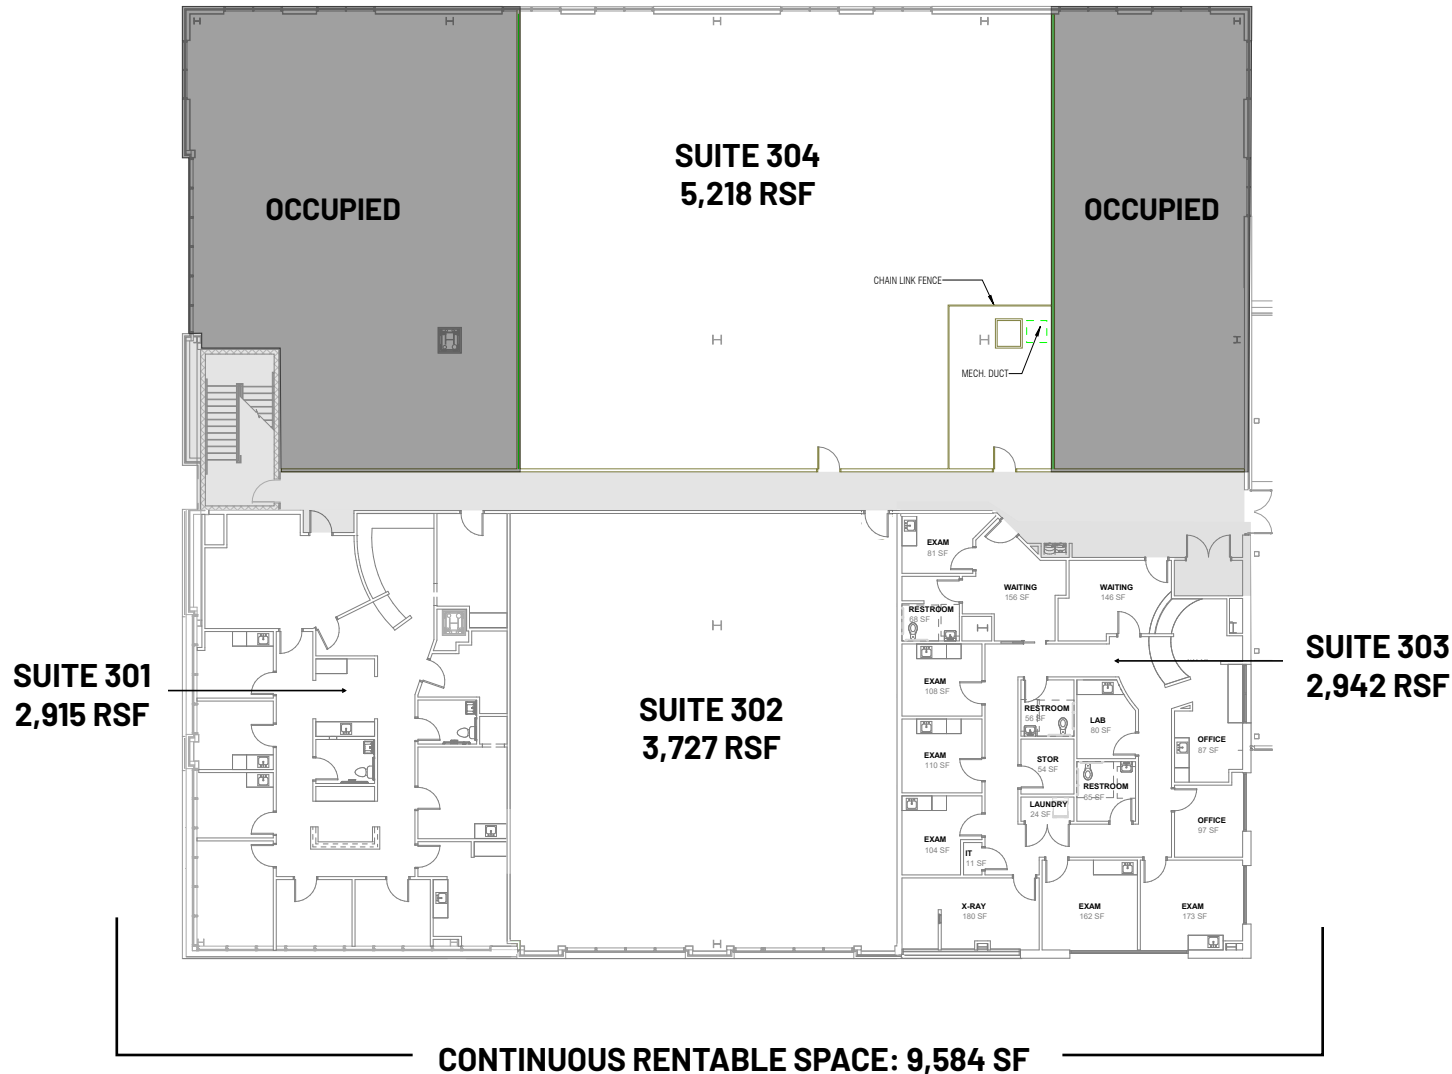 OCCUPIED
SUITE 304
5,218 RSF
OCCUPIED
CHAIN LINK FENCE
MECH. DUCT
SUITE 301
2,915 RSF
SUITE 302
3,727 RSF
SUITE 303
2,942 RSF
EXAM
81 SF
WAITING
156 SF
WAITING
146 SF
RESTROOM
68 SF
EXAM
108 SF
RESTROOM
56 SF
LAB
80 SF
OFFICE
87 SF
EXAM
110 SF
STOR
54 SF
RESTROOM
65 SF
LAUNDRY
24 SF
OFFICE
97 SF
EXAM
104 SF
IT
11 SF
X-RAY
180 SF
EXAM
162 SF
EXAM
173 SF
CONTINUOUS RENTABLE SPACE: 9,584 SF